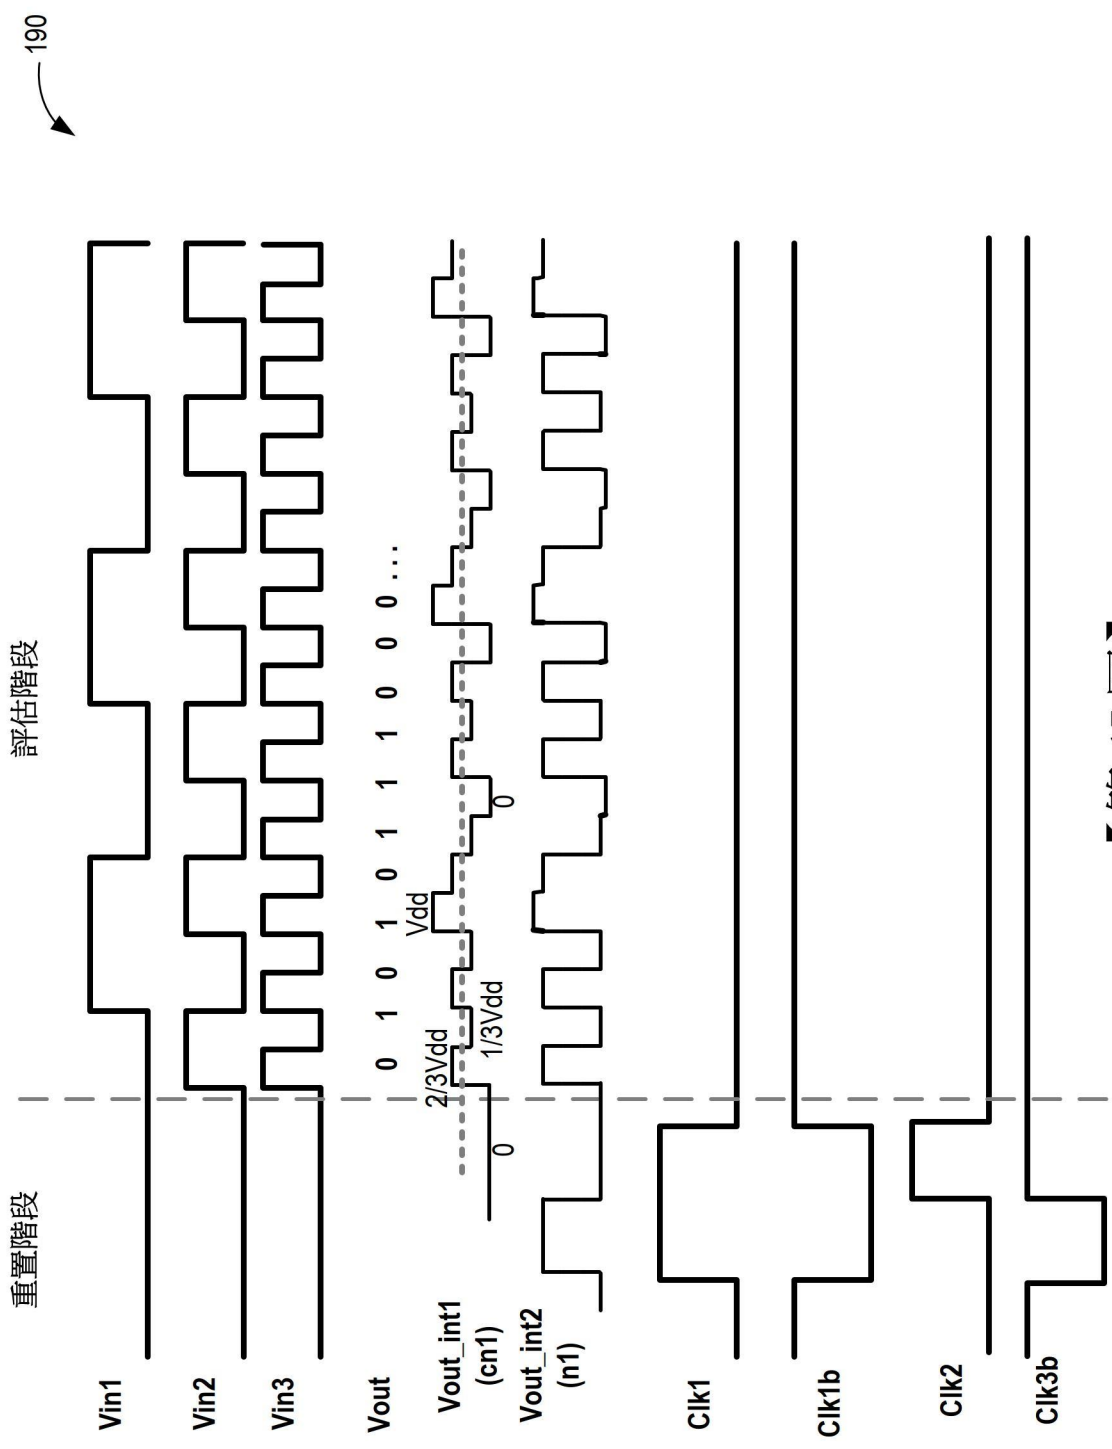 190
重置階段
評估階段
Vin1
Vin2
Vin3
Vout
0 1 0 1 0 1 1 1 0 0 0 ...
Vout_int1
(cn1)
0
2/3Vdd
1/3Vdd
Vdd
0
Vout_int2
(n1)
Clk1
Clk1b
Clk2
Clk3b